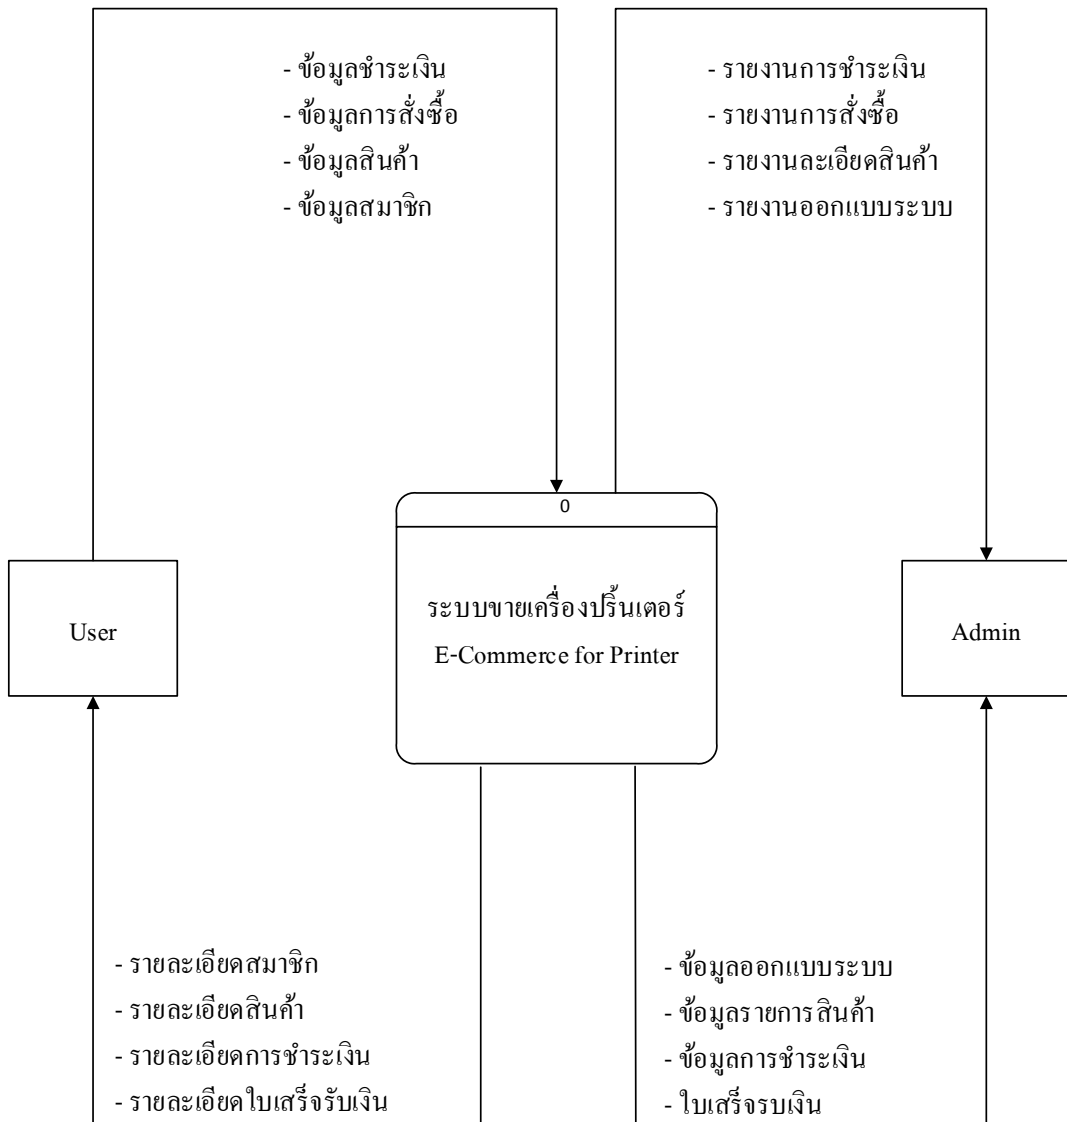 - ข้อมูลชำระเงิน
- ข้อมูลการสั่งซื้อ
- ข้อมูลสินค้า
- ข้อมูลสมาชิก
- รายงานการชำระเงิน
- รายงานการสั่งซื้อ
- รายงานละเอียดสินค้า
- รายงานออกแบบระบบ
0
ระบบขายเครื่องปริ้นเตอร์
E-Commerce for Printer
User
Admin
- รายละเอียดสมาชิก
- รายละเอียดสินค้า
- รายละเอียดการชำระเงิน
- รายละเอียดใบเสร็จรับเงิน
- ข้อมูลออกแบบระบบ
- ข้อมูลรายการสินค้า
- ข้อมูลการชำระเงิน
- ใบเสร็จรบเงิน